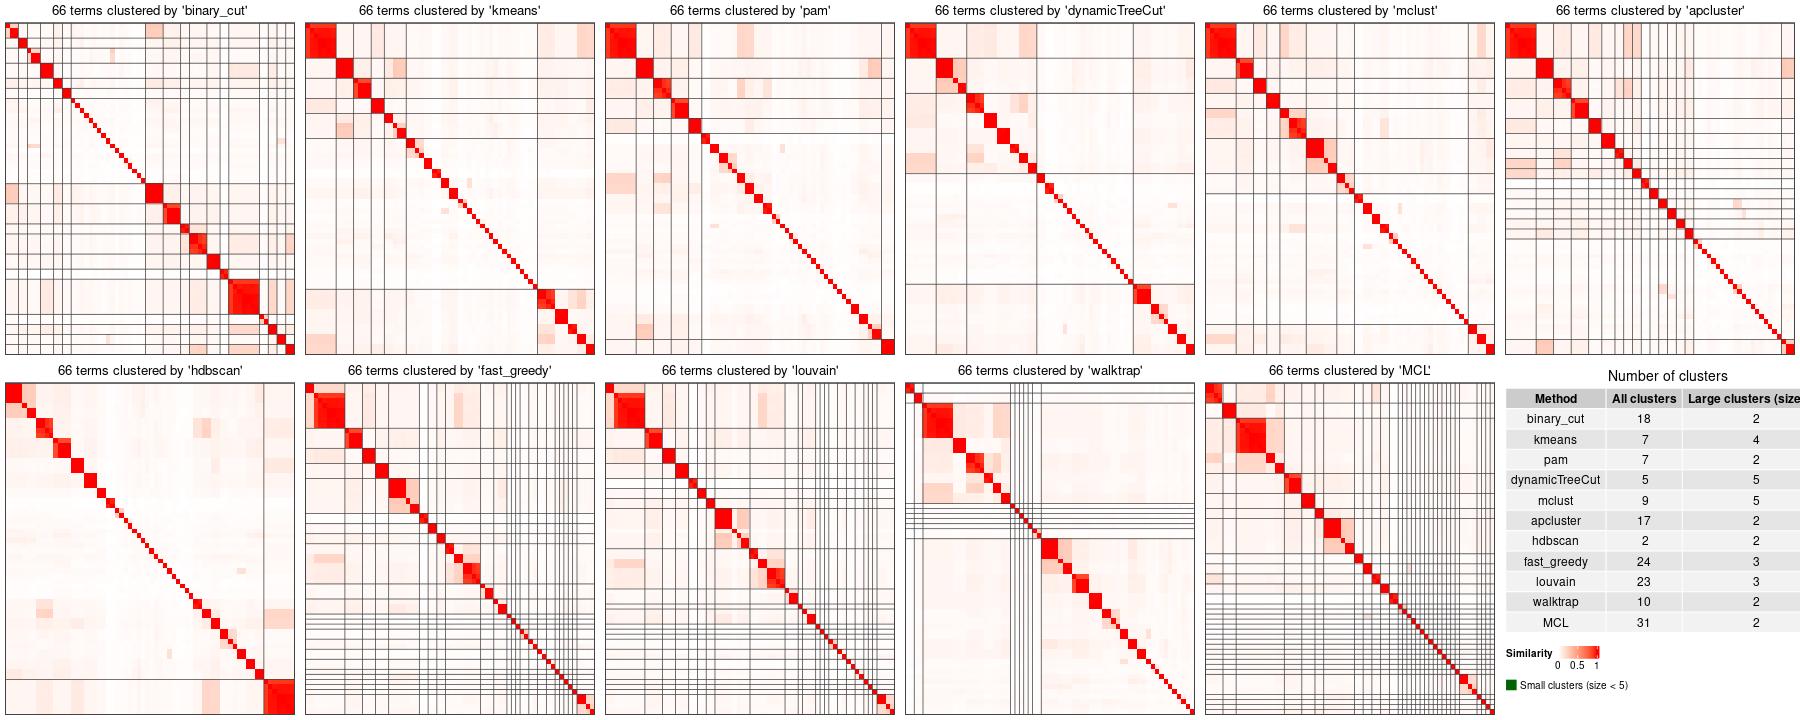 66 terms clustered by 'binary_cut'
66 terms clustered by 'kmeans'
66 terms clustered by 'pam'
66 terms clustered by 'dynamicTreeCut'
66 terms clustered by 'mclust'
66 terms clustered by 'apcluster'
66 terms clustered by 'hdbscan'
66 terms clustered by 'fast_greedy'
66 terms clustered by 'louvain'
66 terms clustered by 'walktrap'
66 terms clustered by 'MCL'
Number of clusters
Method All clusters Large clusters (size
binary_cut 18 2
kmeans 7 4
pam 7 2
dynamicTreeCut 5 5
mclust 9 5
apcluster 17 2
hdbscan 2 2
fast_greedy 24 3
louvain 23 3
walktrap 10 2
MCL 31 2
Similarity
0 0.5 1
Small clusters (size < 5)